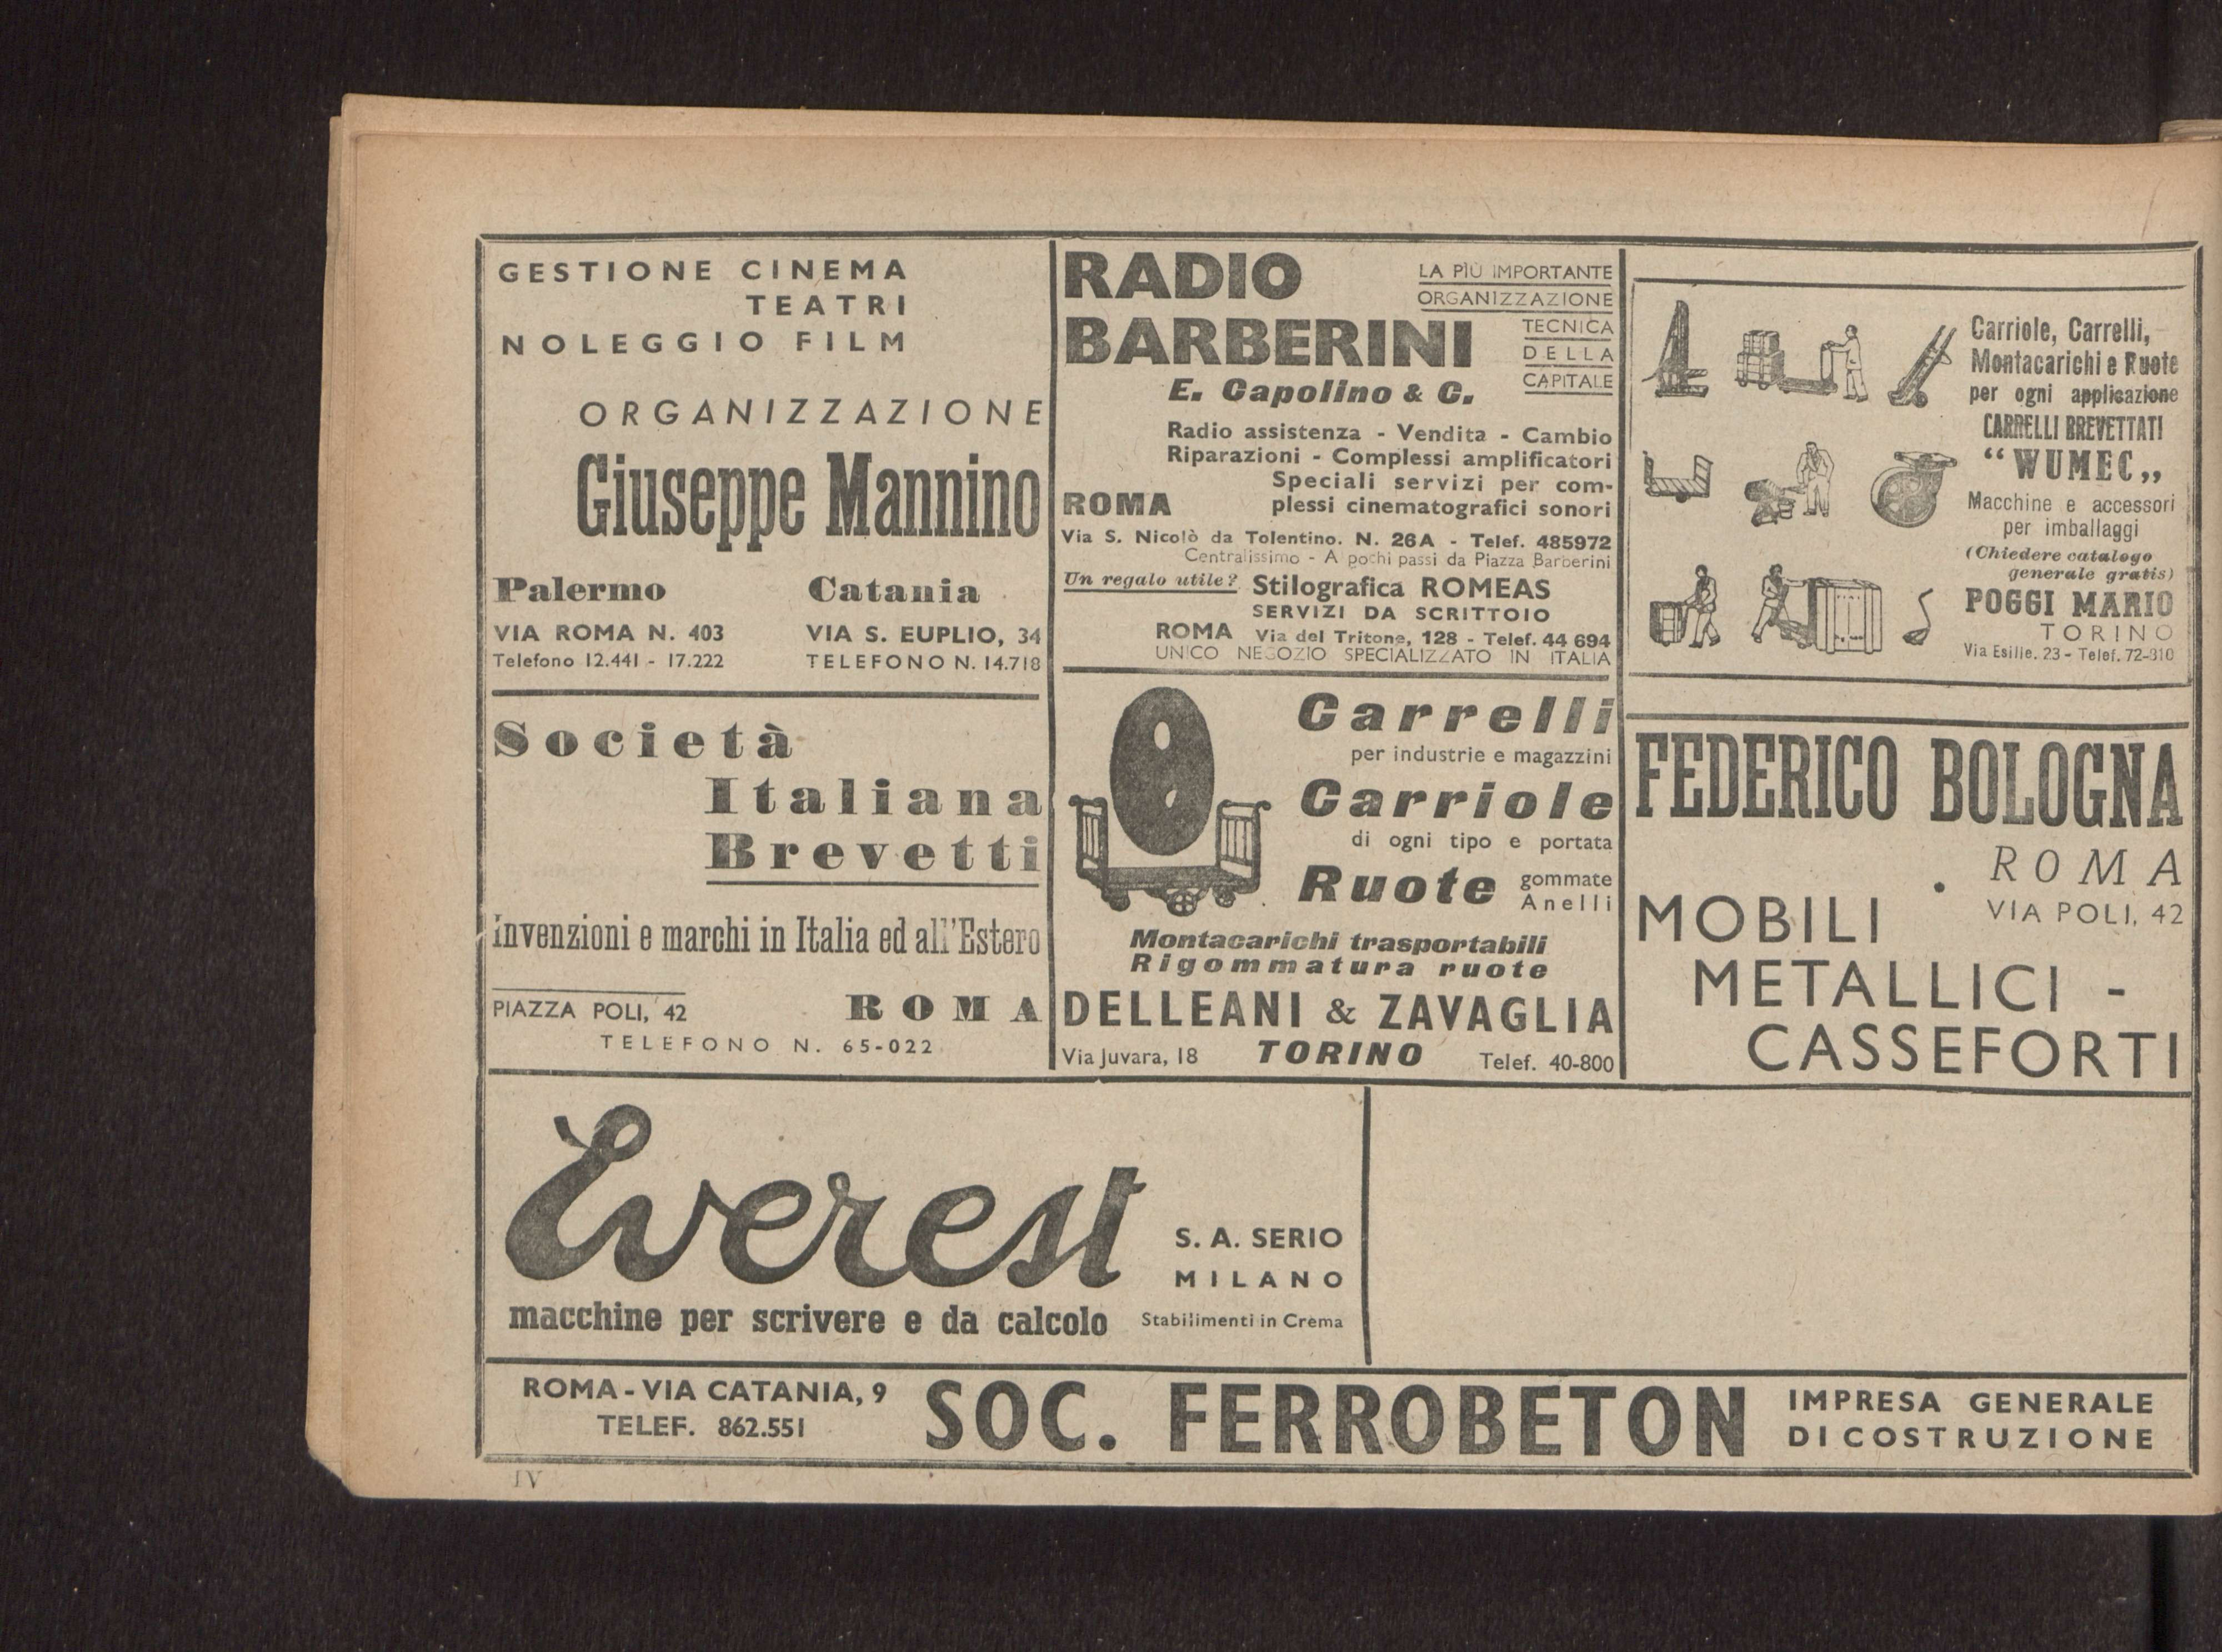 GESTIONE CINEMA
TEATRI
NOLEGGIO FILM
ORGANIZZAZIONE
Giuseppe Mannino
Palermo
VIA ROMA N. 403
Telefono 12.441 - 17.222
Catania
VIA S. EUPLIO, 34
TELEFONO N. 14.718
Società
Italiana
Brevetti
Invenzioni e marchi in Italia ed all'Estero
PIAZZA POLI, 42 ROMA
TELEFONO N. 65-022
RADIO
BARBERINI
LA PIÙ IMPORTANTE
ORGANIZZAZIONE
TECNICA
DELLA
CAPITALE
E. Capolino & C.
Radio assistenza - Vendita - Cambio
Riparazioni - Complessi amplificatori
Speciali servizi per com-
plessi cinematografici sonori
ROMA
Via S. Nicolò da Tolentino. N. 26A - Telef. 485972
Centralissimo - A pochi passi da Piazza Barberini
Un regalo utile? Stilografica ROMEAS
SERVIZI DA SCRITTOIO
ROMA Via del Tritone, 128 - Telef. 44 694
UNICO NEGOZIO SPECIALIZZATO IN ITALIA
Carrelli
per industrie e magazzini
Carriole
di ogni tipo e portata
Ruote gommate
Anelli
Montacarichi trasportabili
Rigommatura ruote
DELLEANI & ZAVAGLIA
Via Juvara, 18 TORINO Telef. 40-800
Carriole, Carrelli,
Montacarichi e Ruote
per ogni applicazione
CARRELLI BREVETTATI
“WUMEC„
Macchine e accessori
per imballaggi
(Chiedere catalogo
generale gratis)
POGGI MARIO
TORINO
Via Esille. 23 - Telef. 72-810
FEDERICO BOLOGNA
ROMA
VIA POLI, 42
MOBILI
METALLICI -
CASSEFORTI
Everest
S. A. SERIO
MILANO
macchine per scrivere e da calcolo Stabilimenti in Crema
ROMA - VIA CATANIA, 9
TELEF. 862.551
SOC. FERROBETON
IMPRESA GENERALE
DI COSTRUZIONE
IV